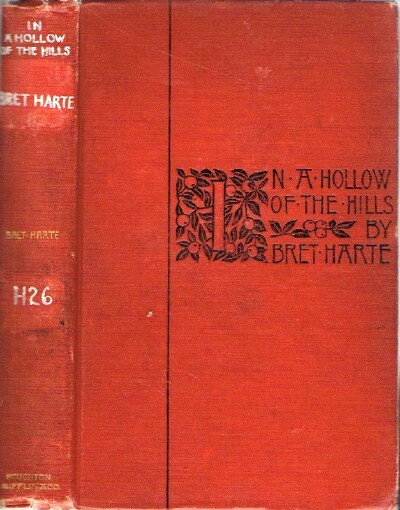 IN
A HOLLOW
OF THE HILLS
BRET HARTE
BRET·HARTE
H26
HOUGHTON
MIFFLIN & CO.
IN·A·HOLLOW
OF·THE·HILLS
BY
BRET·HARTE